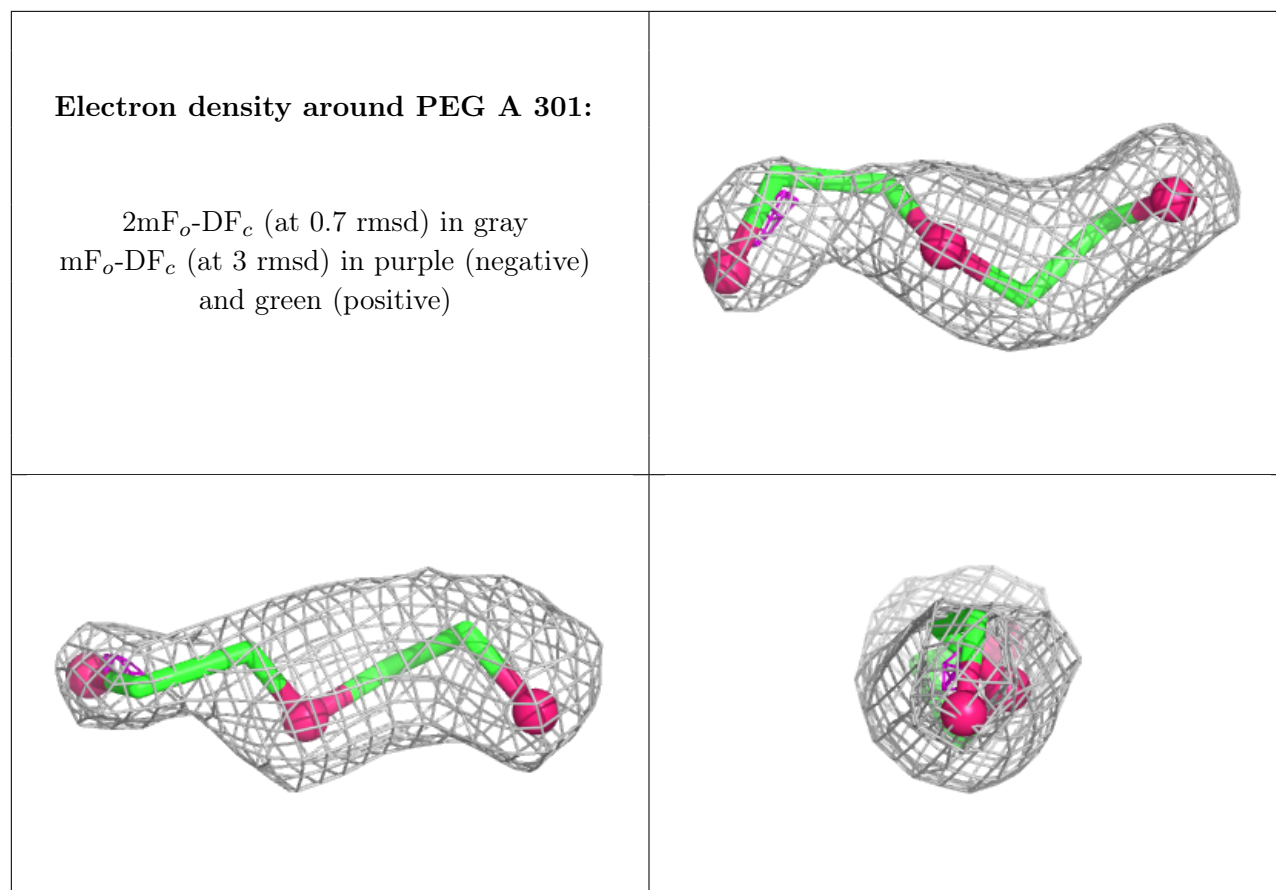 Electron density around PEG A 301:
2mFₒ-DF𝒸 (at 0.7 rmsd) in gray
mFₒ-DF𝒸 (at 3 rmsd) in purple (negative)
and green (positive)